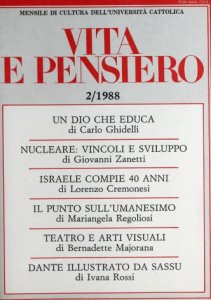 MENSILE DI CULTURA DELL'UNIVERSITÀ CATTOLICA
VITA
E PENSIERO
2/1988
UN DIO CHE EDUCA
di Carlo Ghidelli
NUCLEARE: VINCOLI E SVILUPPO
di Giovanni Zanetti
ISRAELE COMPIE 40 ANNI
di Lorenzo Cremonesi
IL PUNTO SULL'UMANESIMO
di Mariangela Regoliosi
TEATRO E ARTI VISUALI
di Bernadette Majorana
DANTE ILLUSTRATO DA SASSU
di Ivana Rossi